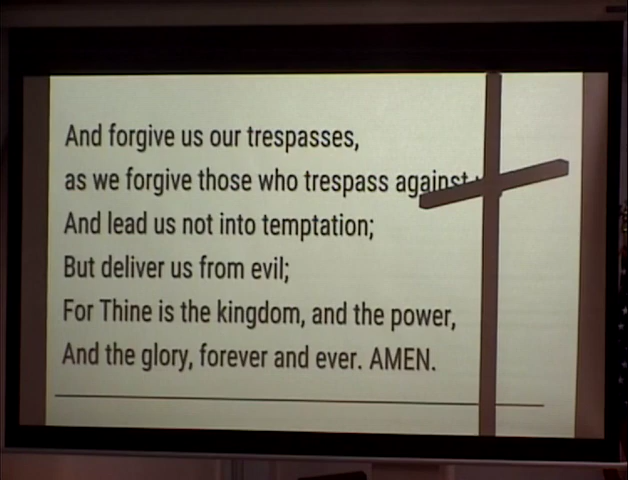 And forgive us our trespasses,
as we forgive those who trespass against
And lead us not into temptation;
But deliver us from evil;
For Thine is the kingdom, and the power,
And the glory, forever and ever. AMEN.